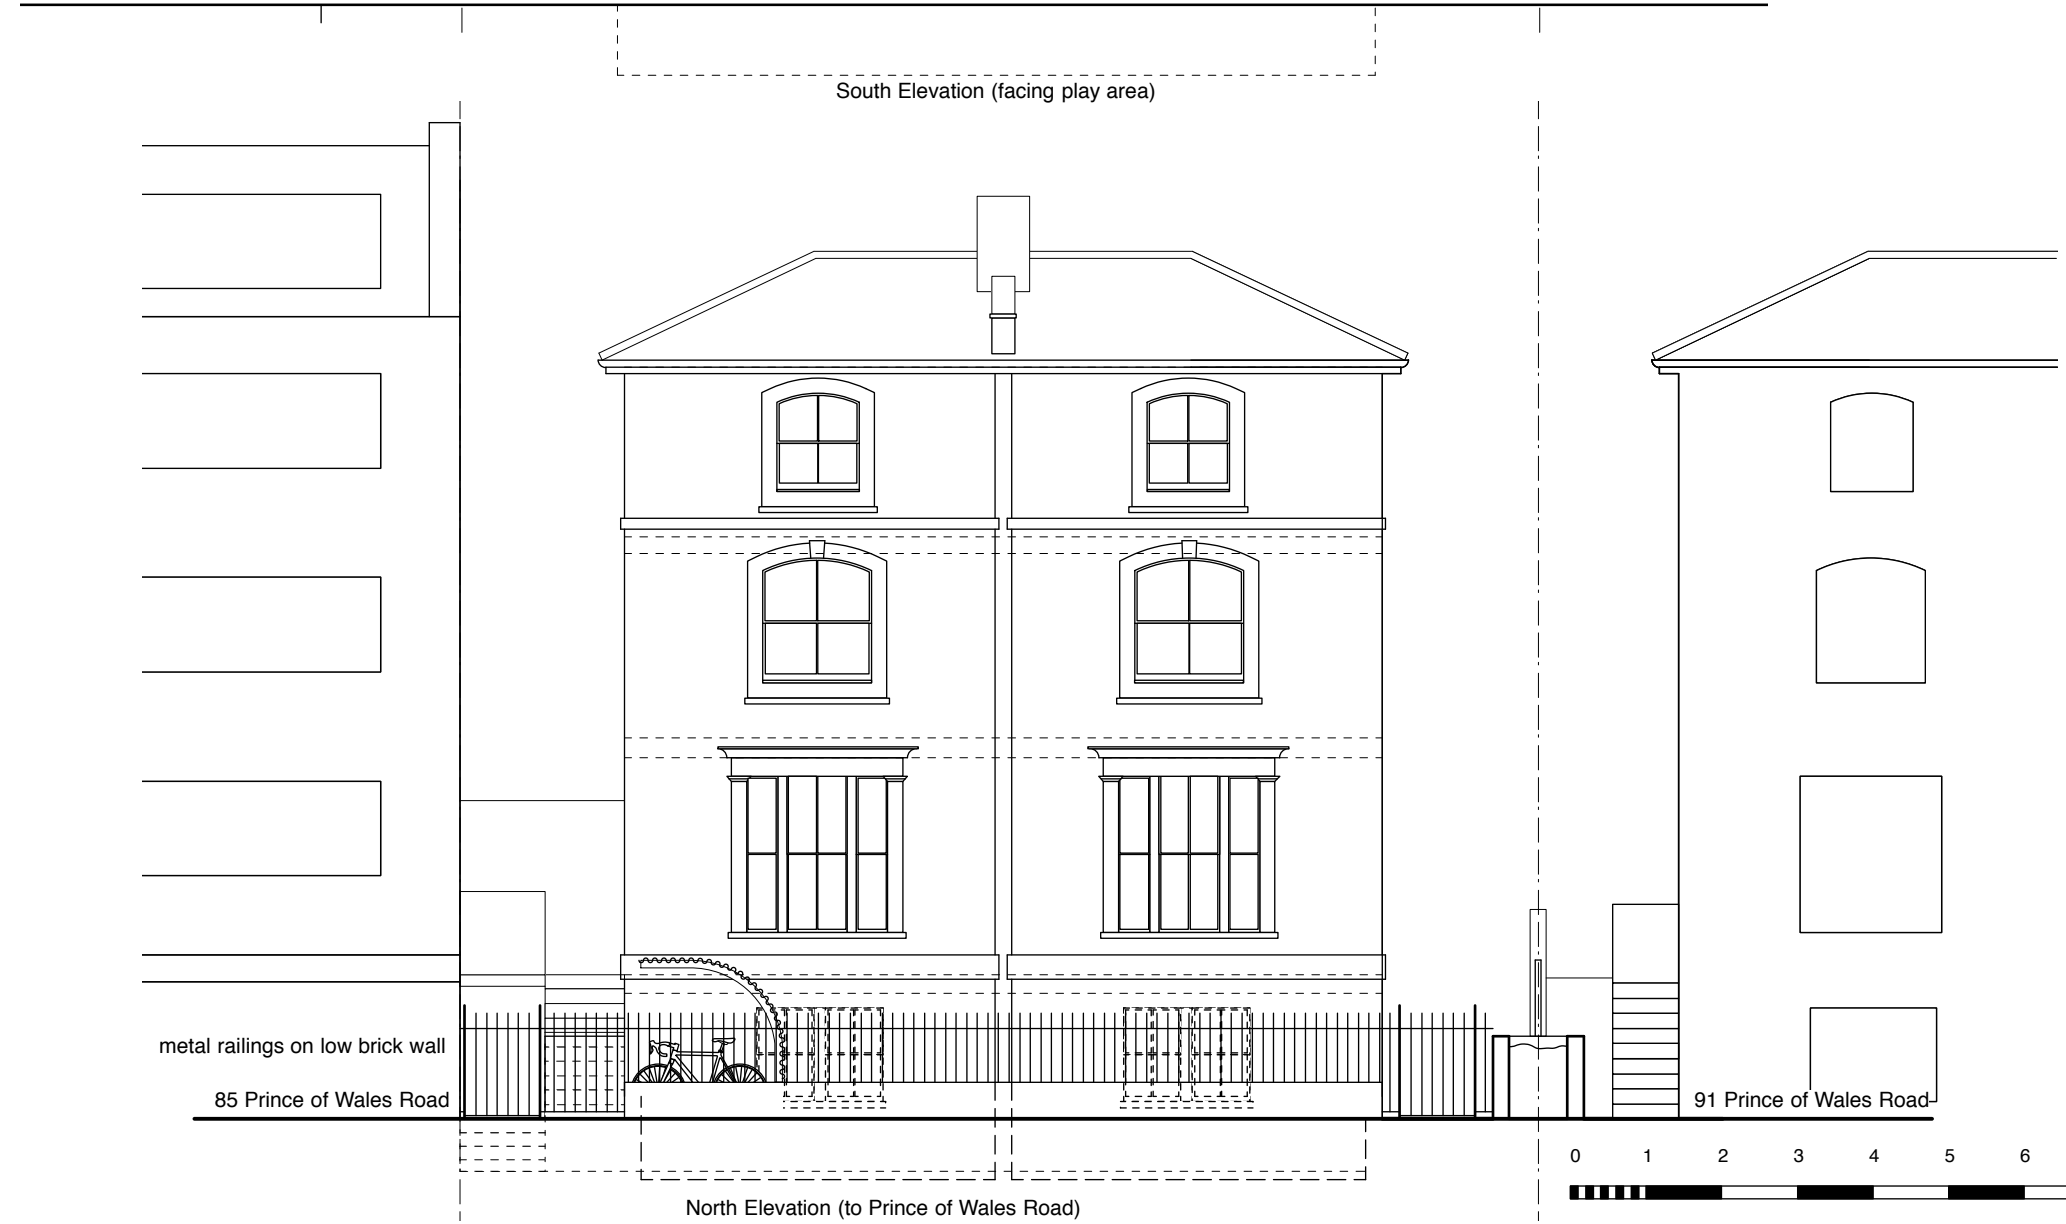 South Elevation (facing play area)
metal railings on low brick wall
85 Prince of Wales Road
91 Prince of Wales Road
0 1 2 3 4 5 6
North Elevation (to Prince of Wales Road)